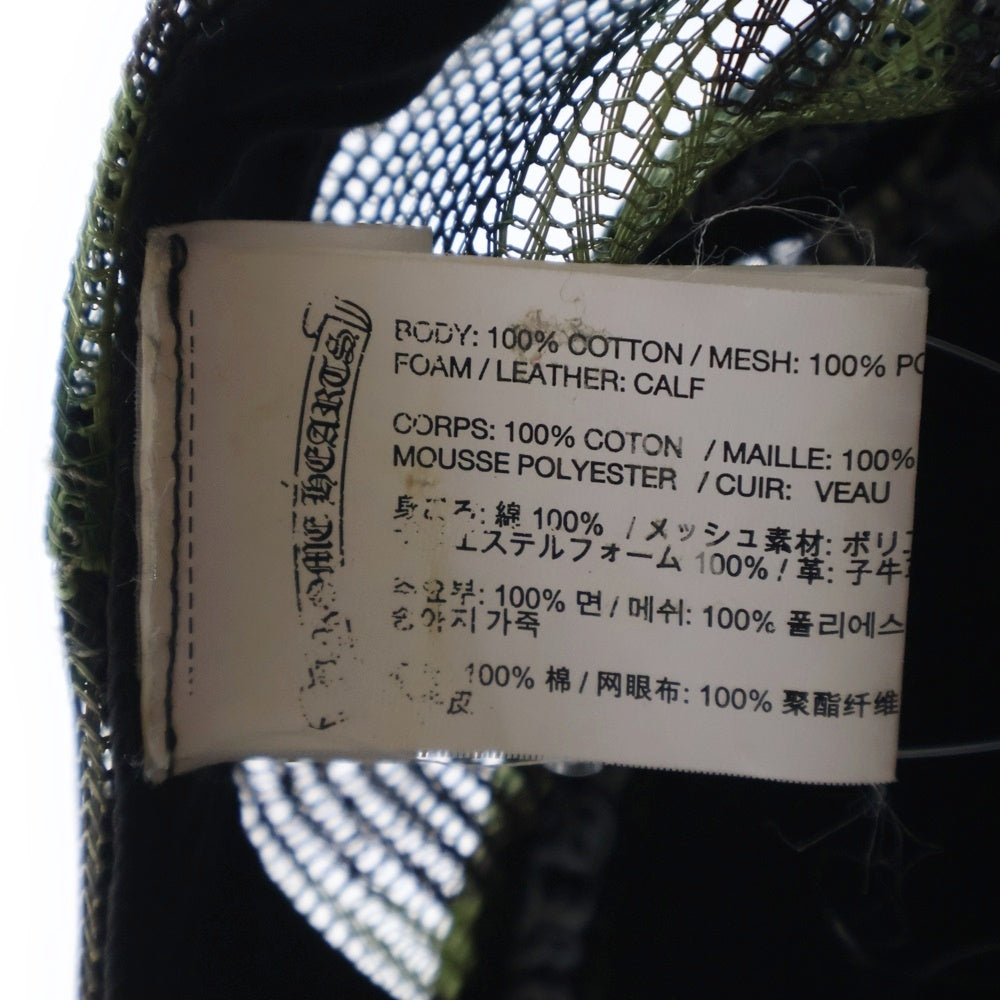 CHROME HEARTS
BODY: 100% COTTON / MESH: 100% PO
FOAM / LEATHER: CALF
CORPS: 100% COTON / MAILLE: 100%
MOUSSE POLYESTER / CUIR: VEAU
綿 100% / メッシュ素材: ポリ
エステルフォーム 100% / 革: 子牛
100% 면 / 메쉬: 100% 폴리에스
가죽
100% 棉 / 网眼布: 100% 聚酯纤维
皮